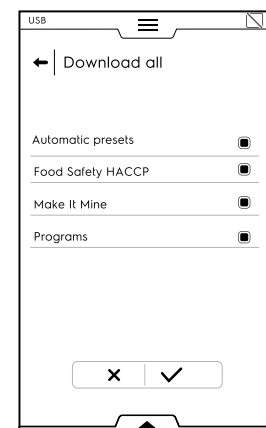 USB
Download all
Automatic presets
Food Safety HACCP
Make It Mine
Programs